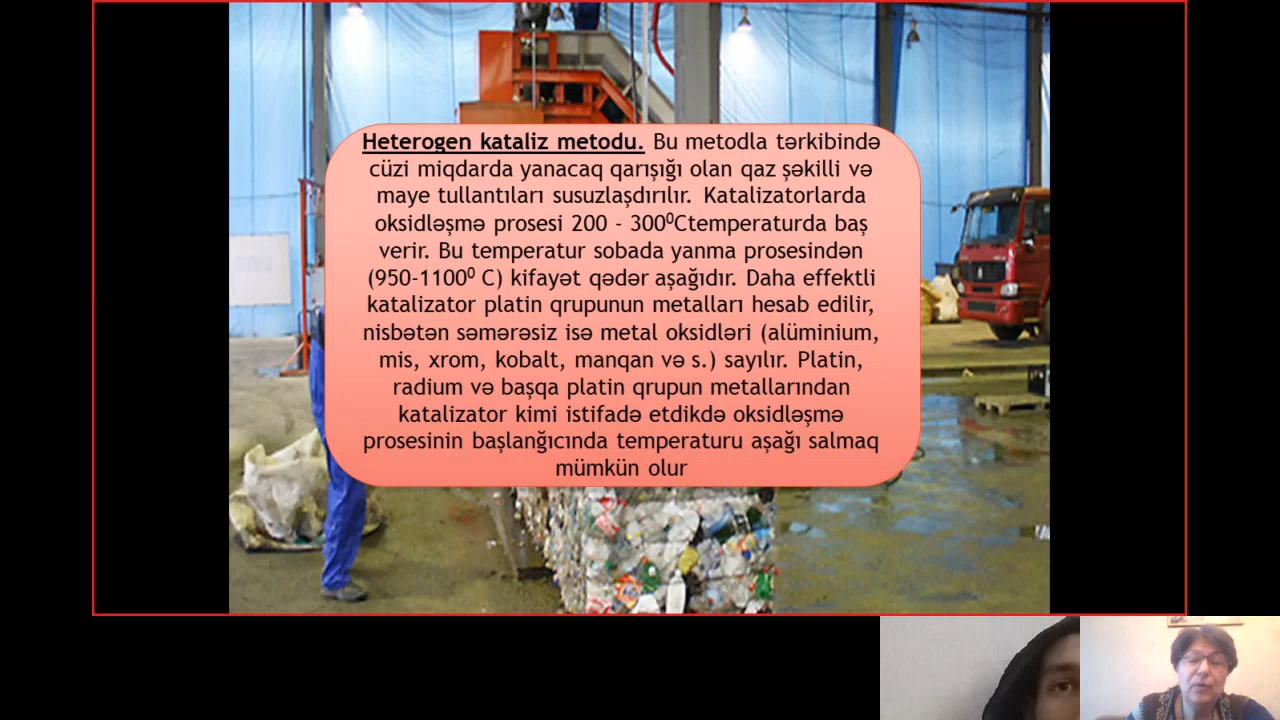 Heterogen kataliz metodu. Bu metodla tərkibində
cüzi miqdarda yanacaq qarışığı olan qaz şəkilli və
maye tullantıları susuzlaşdırılır. Katalizatorlarda
oksidləşmə prosesi 200 - 300⁰Ctemperaturda baş
verir. Bu temperatur sobada yanma prosesindən
(950-1100⁰ C) kifayət qədər aşağıdır. Daha effektli
katalizator platin qrupunun metalları hesab edilir,
nisbətən səmərəsiz isə metal oksidləri (alüminium,
mis, xrom, kobalt, manqan və s.) sayılır. Platin,
radium və başqa platin qrupun metallarından
katalizator kimi istifadə etdikdə oksidləşmə
prosesinin başlanğıcında temperaturu aşağı salmaq
mümkün olur